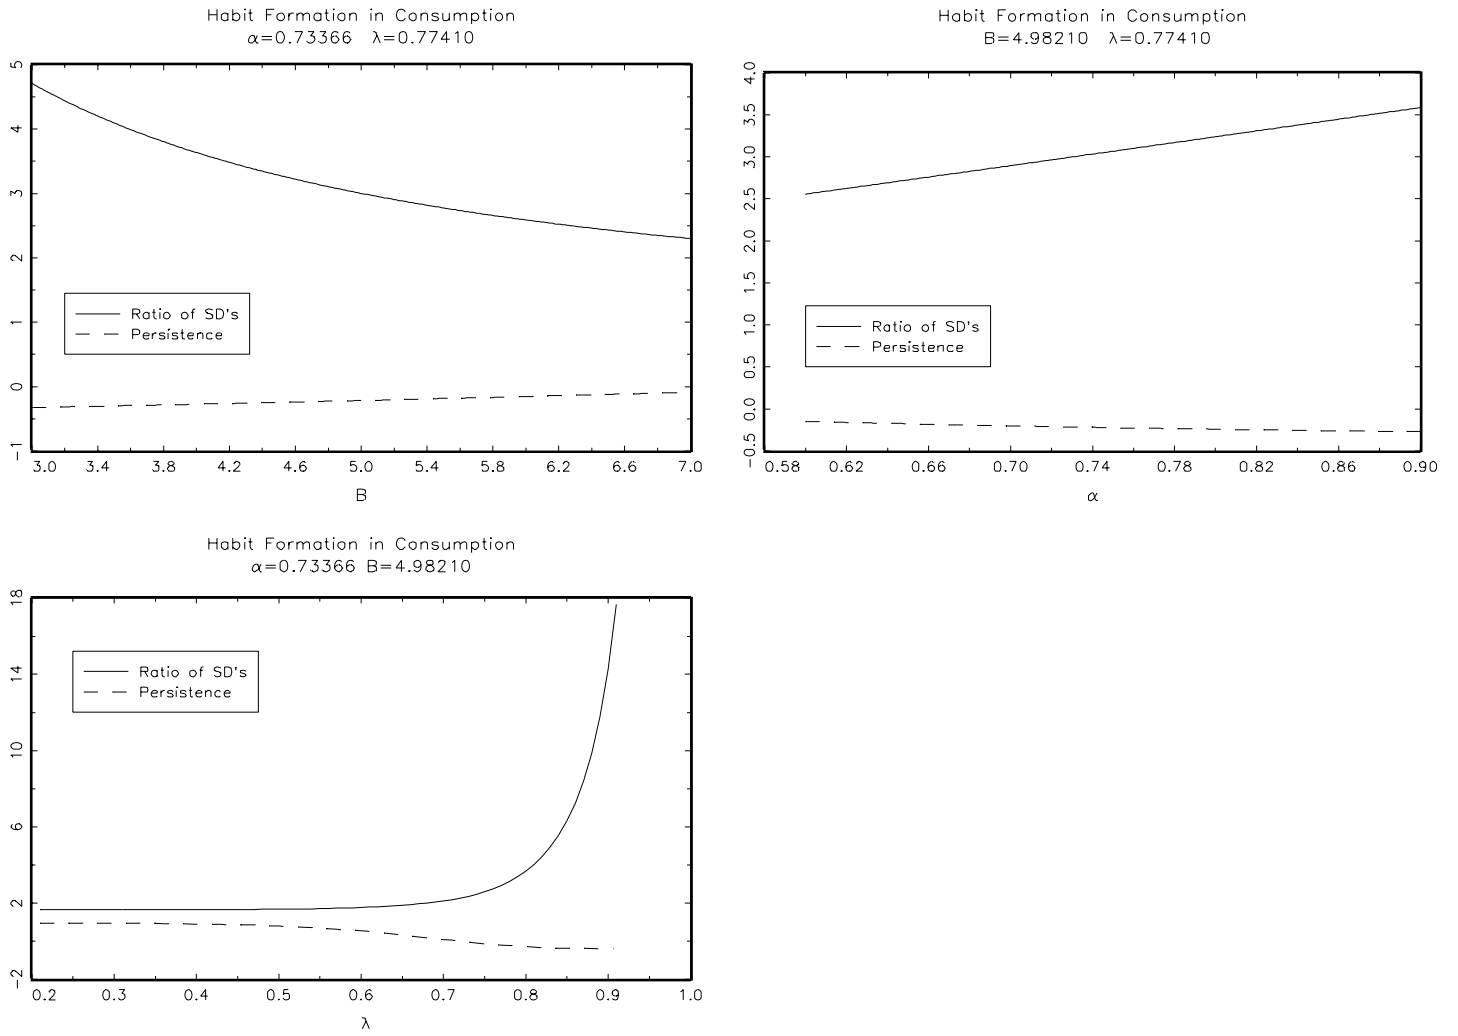 Habit Formation in Consumption
α=0.73366 λ=0.77410
5
4
3
2
1
0
-1
Ratio of SD's
Persistence
3.0 3.4 3.8 4.2 4.6 5.0 5.4 5.8 6.2 6.6 7.0
B
Habit Formation in Consumption
B=4.98210 λ=0.77410
4.0
3.5
3.0
2.5
2.0
1.5
1.0
0.5
0.0
-0.5
Ratio of SD's
Persistence
0.58 0.62 0.66 0.70 0.74 0.78 0.82 0.86 0.90
α
Habit Formation in Consumption
α=0.73366 B=4.98210
18
14
10
6
2
-2
Ratio of SD's
Persistence
0.2 0.3 0.4 0.5 0.6 0.7 0.8 0.9 1.0
λ